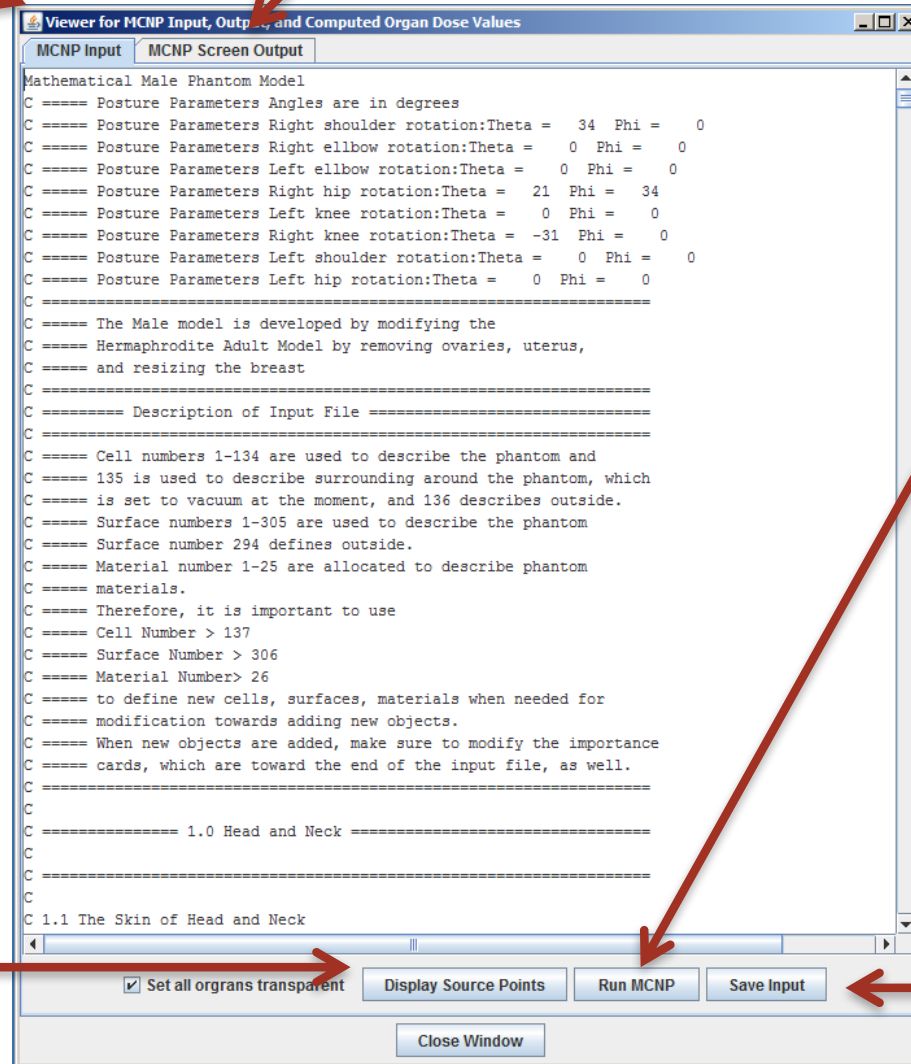 Viewer for MCNP Input, Output, and Computed Organ Dose Values
MCNP Input MCNP Screen Output
Mathematical Male Phantom Model
C ===== Posture Parameters Angles are in degrees
C ===== Posture Parameters Right shoulder rotation:Theta =   34  Phi =    0
C ===== Posture Parameters Right ellbow rotation:Theta =    0  Phi =    0
C ===== Posture Parameters Left ellbow rotation:Theta =    0  Phi =    0
C ===== Posture Parameters Right hip rotation:Theta =   21  Phi =   34
C ===== Posture Parameters Left knee rotation:Theta =    0  Phi =    0
C ===== Posture Parameters Right knee rotation:Theta =  -31  Phi =    0
C ===== Posture Parameters Left shoulder rotation:Theta =    0  Phi =    0
C ===== Posture Parameters Left hip rotation:Theta =    0  Phi =    0
C =================================================================
C ===== The Male model is developed by modifying the
C ===== Hermaphrodite Adult Model by removing ovaries, uterus,
C ===== and resizing the breast
C =================================================================
C ========= Description of Input File ==============================
C =================================================================
C ===== Cell numbers 1-134 are used to describe the phantom and
C ===== 135 is used to describe surrounding around the phantom, which
C ===== is set to vacuum at the moment, and 136 describes outside.
C ===== Surface numbers 1-305 are used to describe the phantom
C ===== Surface number 294 defines outside.
C ===== Material number 1-25 are allocated to describe phantom
C ===== materials.
C ===== Therefore, it is important to use
C ===== Cell Number > 137
C ===== Surface Number > 306
C ===== Material Number> 26
C ===== to define new cells, surfaces, materials when needed for
C ===== modification towards adding new objects.
C ===== When new objects are added, make sure to modify the importance
C ===== cards, which are toward the end of the input file, as well.
C =================================================================
C
C =============== 1.0 Head and Neck ================================
C
C =================================================================
C
C 1.1 The Skin of Head and Neck
Set all orgrans transparent Display Source Points Run MCNP Save Input
Close Window